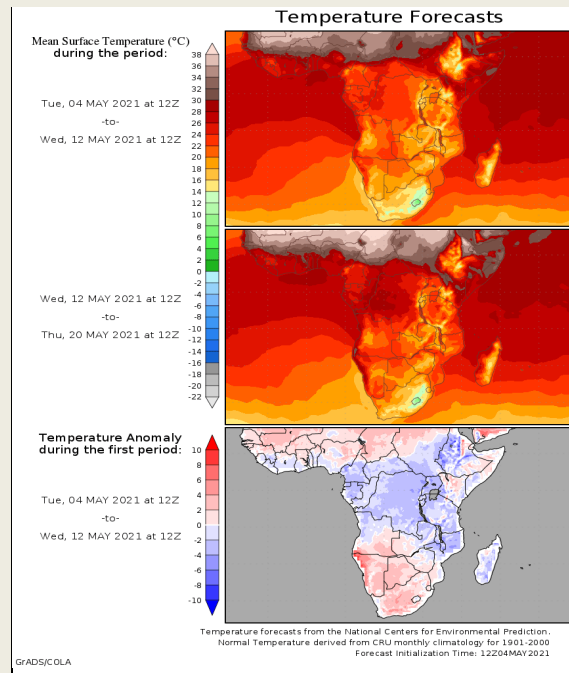 Temperature Forecasts
Mean Surface Temperature (°C)
during the period:
Tue, 04 MAY 2021 at 12Z
-to-
Wed, 12 MAY 2021 at 12Z
38
36
34
32
30
28
26
24
22
20
18
16
14
12
10
8
6
4
2
0
-2
-4
-6
-8
-10
-12
-14
-16
-18
-20
-22
Wed, 12 MAY 2021 at 12Z
-to-
Thu, 20 MAY 2021 at 12Z
Temperature Anomaly
during the first period:
Tue, 04 MAY 2021 at 12Z
-to-
Wed, 12 MAY 2021 at 12Z
10
8
6
4
2
0
-2
-4
-6
-8
-10
Temperature forecasts from the National Centers for Environmental Prediction.
Normal Temperature derived from CRU monthly climatology for 1901-2000
Forecast Initialization Time: 12Z04MAY2021
GrADS/COLA